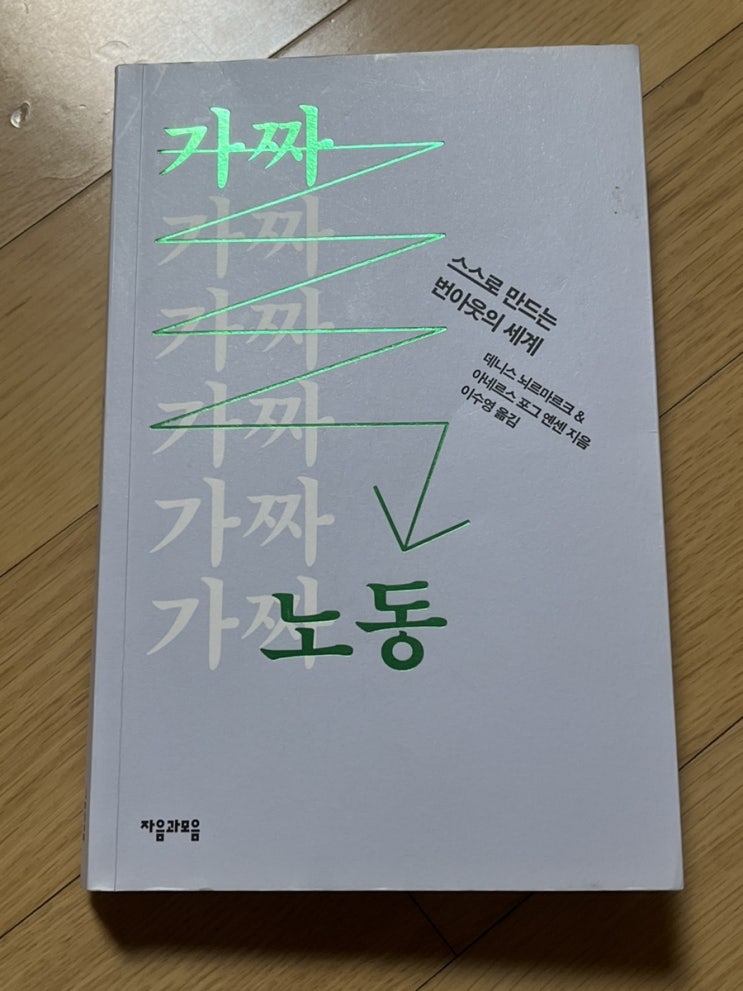 가짜
가짜
가짜
가짜
가짜
가짜
노동
스스로 만드는
번아웃의 세계
데니스 뇌르마르크 &
아네르스 포그 옌센 지음
이수영 옮김
자음과모음